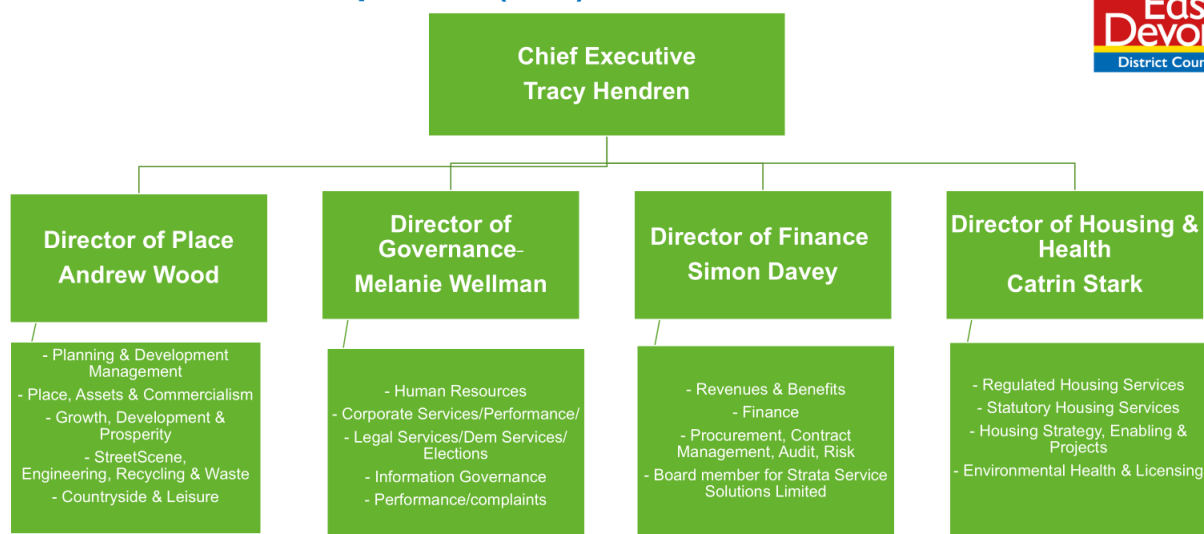 Eas
Devo
District Coun
Chief Executive
Tracy Hendren
Director of Place
Andrew Wood
Director of
Governance-
Melanie Wellman
Director of Finance
Simon Davey
Director of Housing &
Health
Catrin Stark
- Planning & Development
Management
- Place, Assets & Commercialism
- Growth, Development &
Prosperity
- StreetScene,
Engineering, Recycling & Waste
- Countryside & Leisure
- Human Resources
- Corporate Services/Performance/
- Legal Services/Dem Services/
Elections
- Information Governance
- Performance/complaints
- Revenues & Benefits
- Finance
- Procurement, Contract
Management, Audit, Risk
- Board member for Strata Service
Solutions Limited
- Regulated Housing Services
- Statutory Housing Services
- Housing Strategy, Enabling &
Projects
- Environmental Health & Licensing